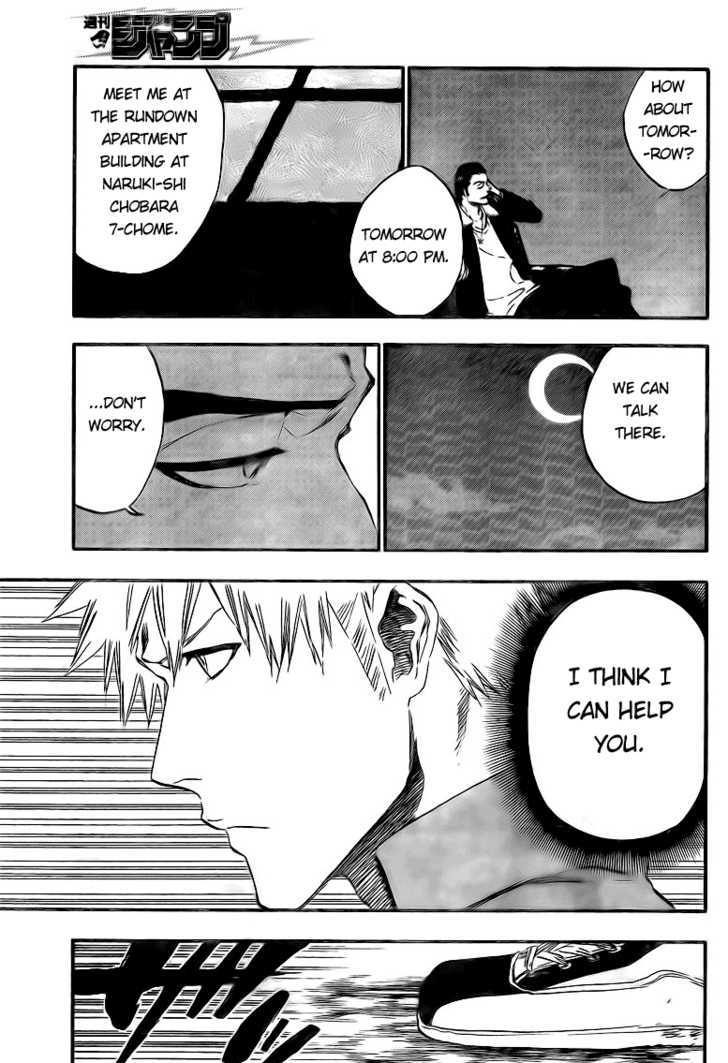 週刊
ジャンプ
HOW
ABOUT
TOMOR-
-ROW?
TOMORROW
AT 8:00 PM.
MEET ME AT
THE RUNDOWN
APARTMENT
BUILDING AT
NARUKI-SHI
CHOBARA
7-CHOME.
WE CAN
TALK
THERE.
...DON'T
WORRY.
I THINK I
CAN HELP
YOU.